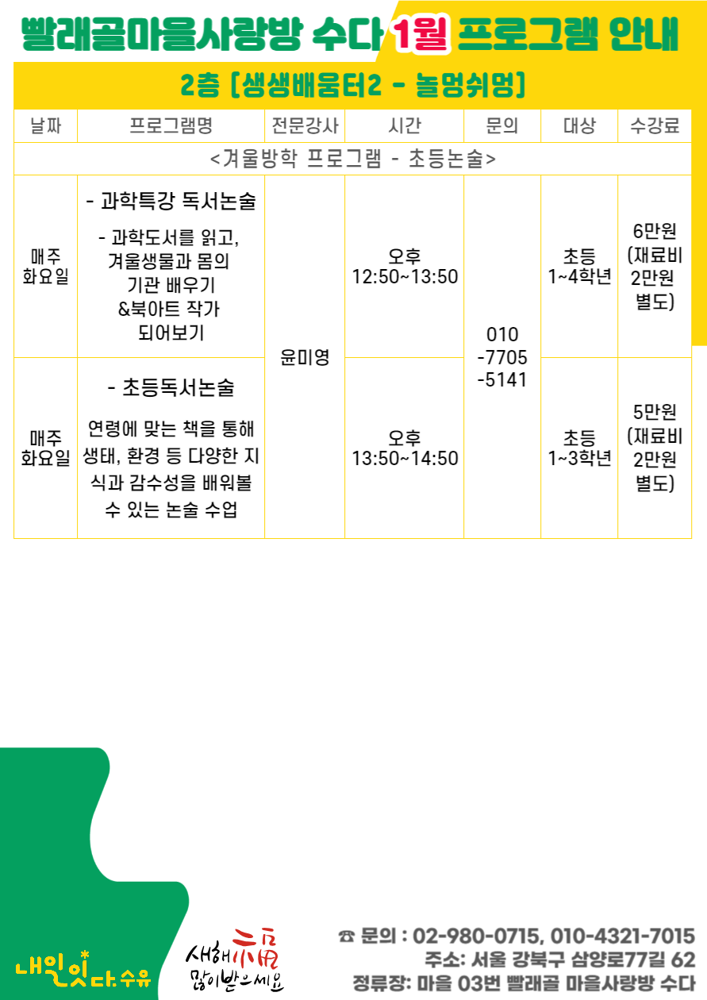 빨래골마을사랑방 수다 1월 프로그램 안내
2층 [생생배움터2 - 놀멍쉬멍]
날짜 프로그램명 전문강사 시간 문의 대상 수강료
<겨울방학 프로그램 - 초등논술>
매주
화요일
- 과학특강 독서논술
- 과학도서를 읽고,
겨울생물과 몸의
기관 배우기
&북아트 작가
되어보기
윤미영
오후
12:50~13:50
010
-7705
-5141
초등
1~4학년
6만원
(재료비
2만원
별도)
매주
화요일
- 초등독서논술
연령에 맞는 책을 통해
생태, 환경 등 다양한 지
식과 감수성을 배워볼
수 있는 논술 수업
오후
13:50~14:50
초등
1~3학년
5만원
(재료비
2만원
별도)
내일잇다.수유
새해福
많이받으세요
☎ 문의 : 02-980-0715, 010-4321-7015
주소: 서울 강북구 삼양로77길 62
정류장: 마을 03번 빨래골 마을사랑방 수다